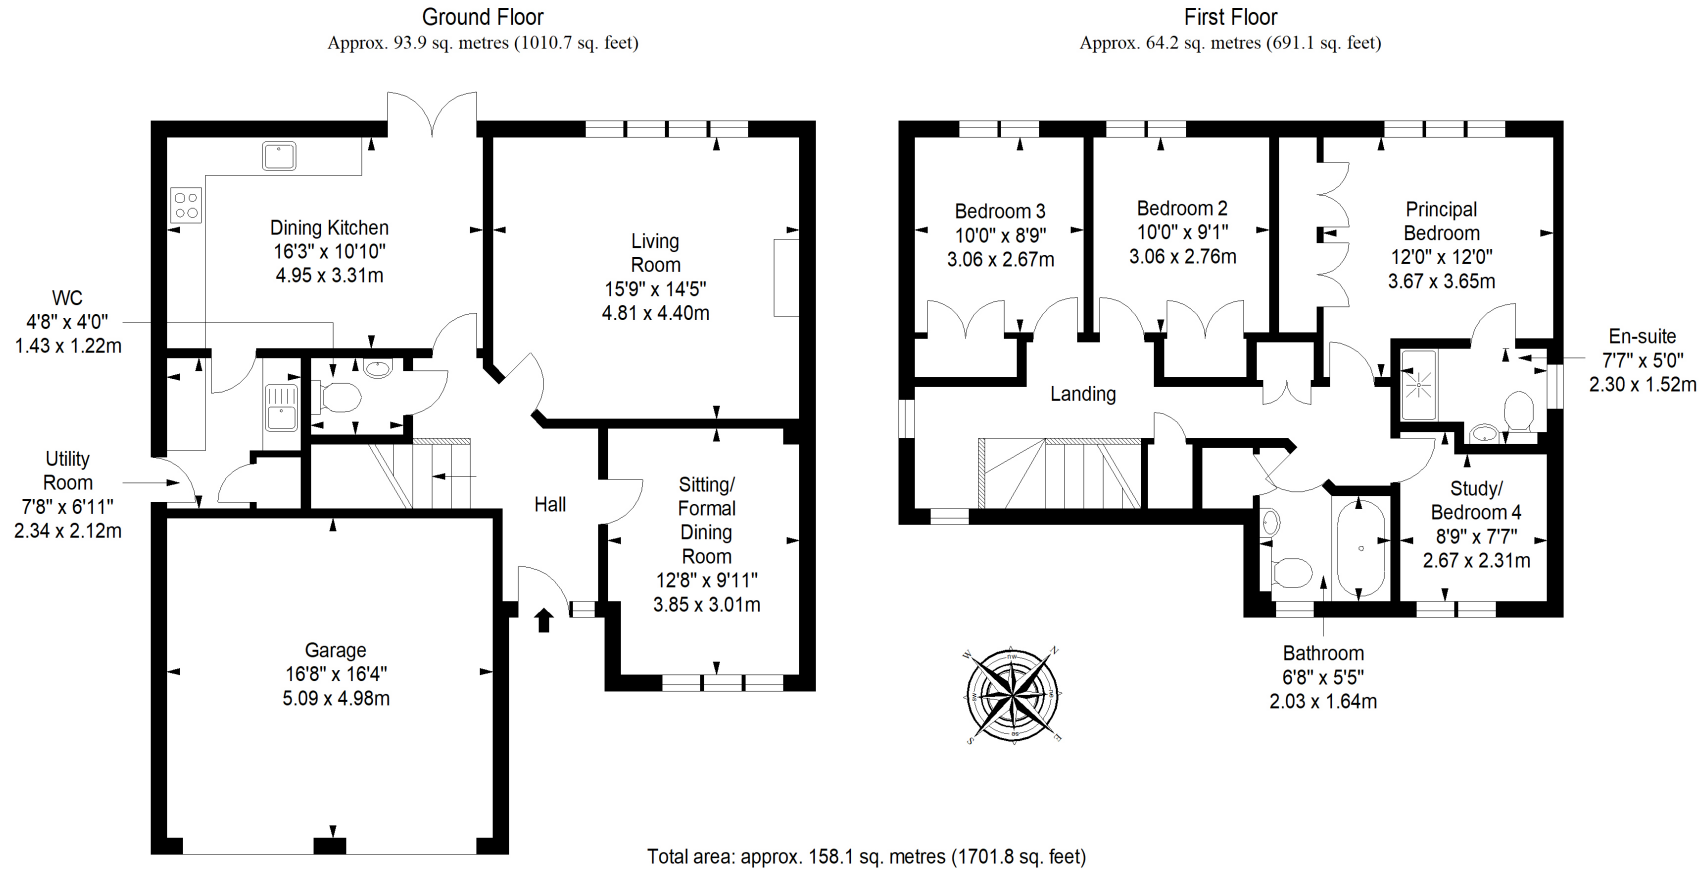 Ground Floor
Approx. 93.9 sq. metres (1010.7 sq. feet)
First Floor
Approx. 64.2 sq. metres (691.1 sq. feet)
Dining Kitchen
16'3" x 10'10"
4.95 x 3.31m
Living
Room
15'9" x 14'5"
4.81 x 4.40m
WC
4'8" x 4'0"
1.43 x 1.22m
Utility
Room
7'8" x 6'11"
2.34 x 2.12m
Hall
Sitting/
Formal
Dining
Room
12'8" x 9'11"
3.85 x 3.01m
Garage
16'8" x 16'4"
5.09 x 4.98m
Bedroom 3
10'0" x 8'9"
3.06 x 2.67m
Bedroom 2
10'0" x 9'1"
3.06 x 2.76m
Principal
Bedroom
12'0" x 12'0"
3.67 x 3.65m
En-suite
7'7" x 5'0"
2.30 x 1.52m
Landing
Study/
Bedroom 4
8'9" x 7'7"
2.67 x 2.31m
Bathroom
6'8" x 5'5"
2.03 x 1.64m
W
N
S
E
Total area: approx. 158.1 sq. metres (1701.8 sq. feet)